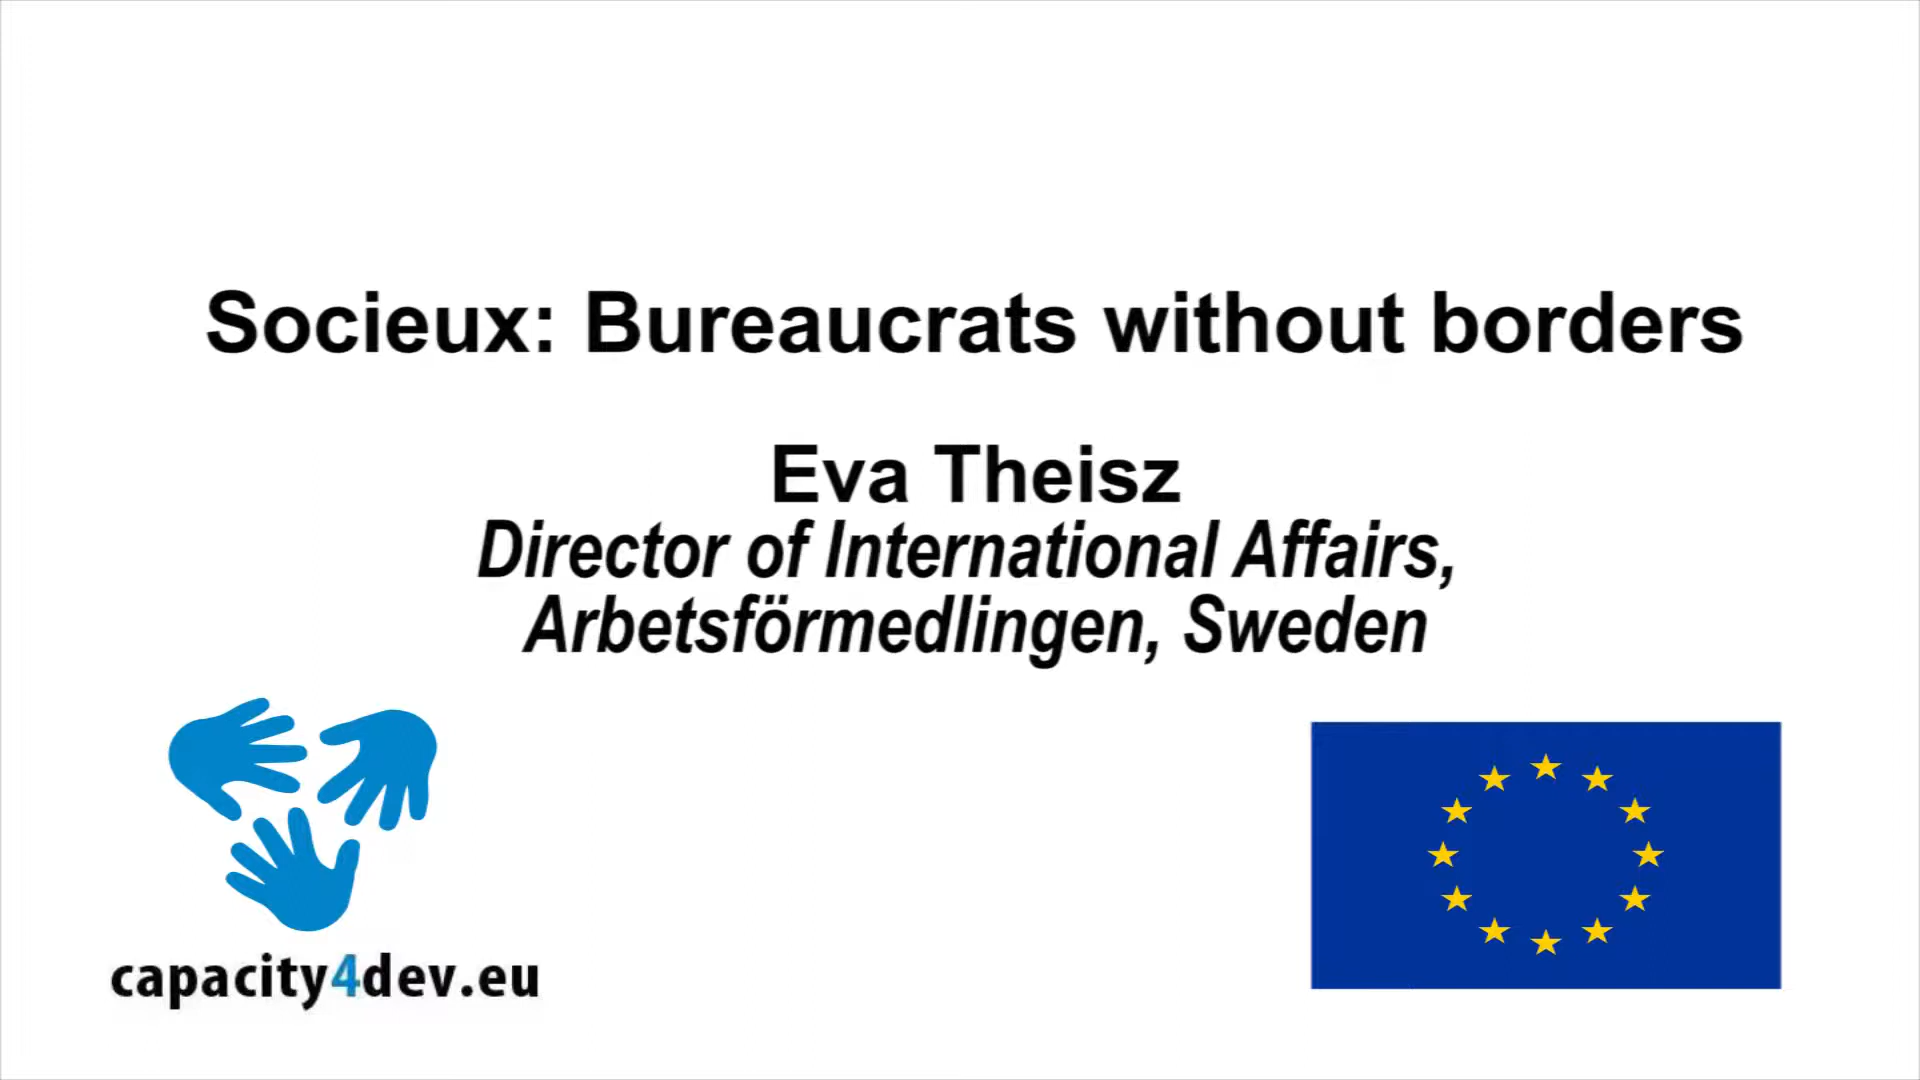 Socieux: Bureaucrats without borders
Eva Theisz
Director of International Affairs,
Arbetsförmedlingen, Sweden
capacity4dev.eu